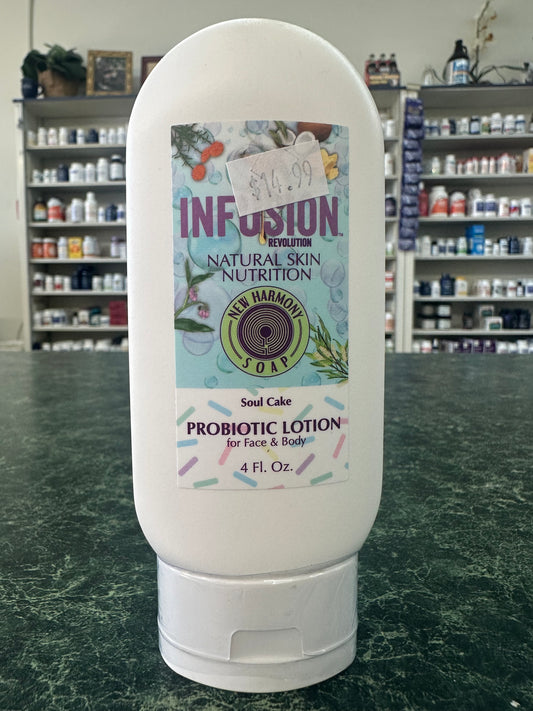 $14.99
INFUSION™
REVOLUTION
NATURAL SKIN
NUTRITION
NEW HARMONY
SOAP
Soul Cake
PROBIOTIC LOTION
for Face & Body
4 Fl. Oz.